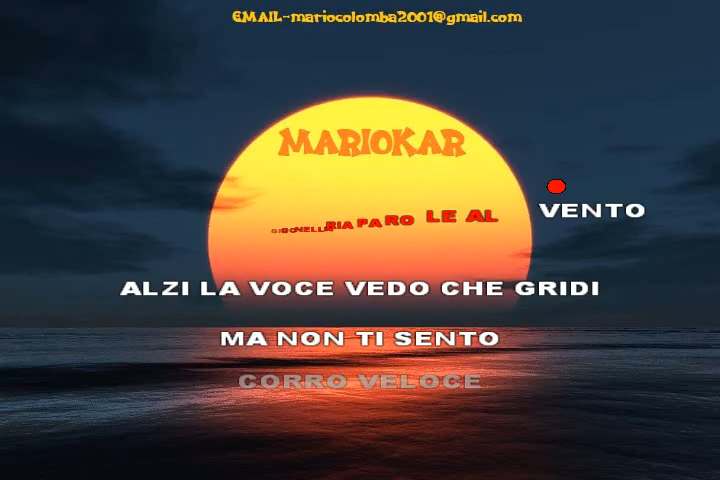 EMAIL-mariocolomba2001@gmail.com
MARIOKAR
NELL RIA PARO LE AL VENTO
ALZI LA VOCE VEDO CHE GRIDI
MA NON TI SENTO
CORRO VELOCE